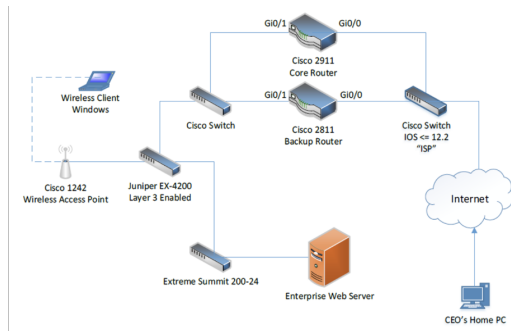 Gi0/1
Gi0/0
Cisco 2911
Core Router
Wireless Client
Windows
Gi0/1
Gi0/0
Cisco Switch
Cisco 2811
Backup Router
Cisco Switch
IOS <= 12.2
"ISP"
Cisco 1242
Wireless Access Point
Juniper EX-4200
Layer 3 Enabled
Internet
Extreme Summit 200-24
Enterprise Web Server
CEO's Home PC